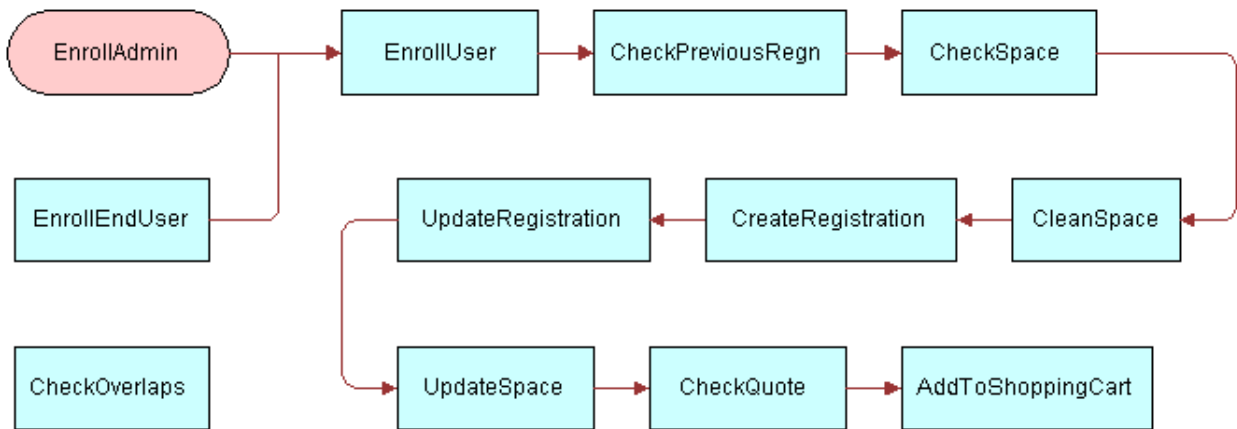 EnrollAdmin
EnrollUser
CheckPreviousRegn
CheckSpace
EnrollEndUser
UpdateRegistration
CreateRegistration
CleanSpace
CheckOverlaps
UpdateSpace
CheckQuote
AddToShoppingCart